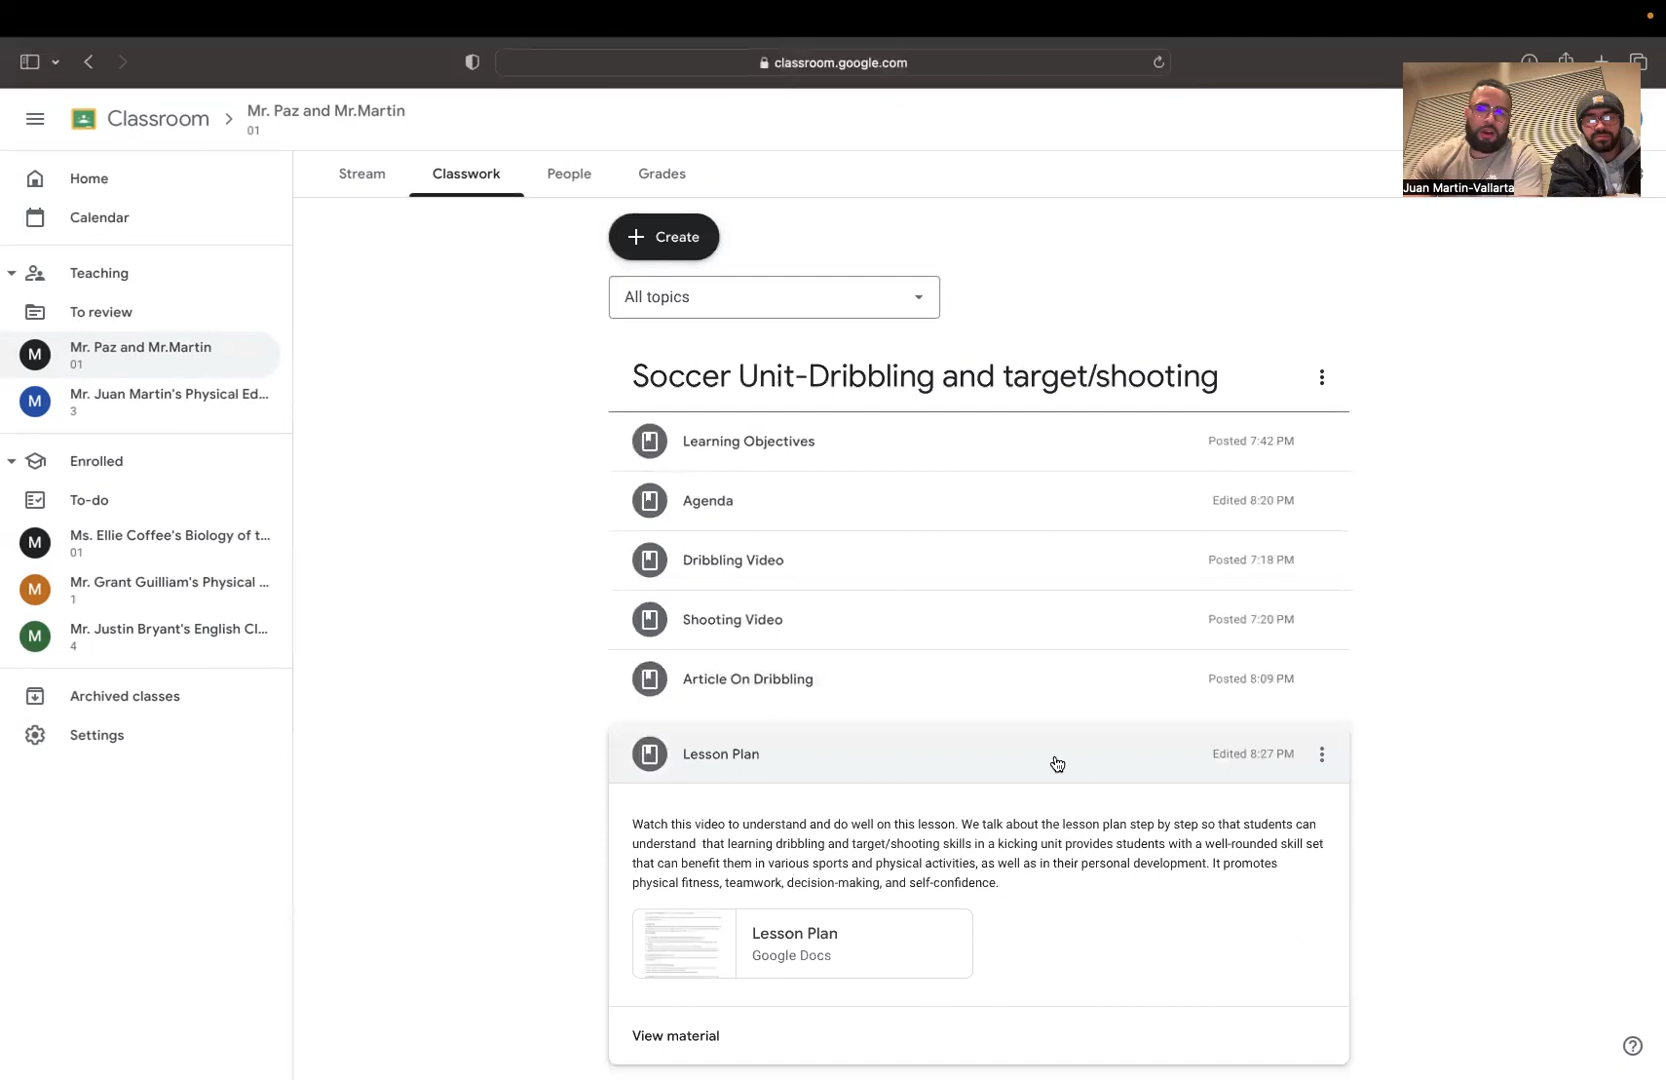 classroom.google.com
Classroom
Mr. Paz and Mr.Martin
01
Juan Martin-Vallarta
Stream
Classwork
People
Grades
Home
Calendar
Teaching
To review
M
Mr. Paz and Mr.Martin
01
M
Mr. Juan Martin's Physical Ed...
3
Enrolled
To-do
M
Ms. Ellie Coffee's Biology of t...
01
M
Mr. Grant Guilliam's Physical ...
1
M
Mr. Justin Bryant's English Cl...
4
Archived classes
Settings
+ Create
All topics
Soccer Unit-Dribbling and target/shooting
Learning Objectives Posted 7:42 PM
Agenda Edited 8:20 PM
Dribbling Video Posted 7:18 PM
Shooting Video Posted 7:20 PM
Article On Dribbling Posted 8:09 PM
Lesson Plan Edited 8:27 PM
Watch this video to understand and do well on this lesson. We talk about the lesson plan step by step so that students can
understand that learning dribbling and target/shooting skills in a kicking unit provides students with a well-rounded skill set
that can benefit them in various sports and physical activities, as well as in their personal development. It promotes
physical fitness, teamwork, decision-making, and self-confidence.
Lesson Plan
Google Docs
View material